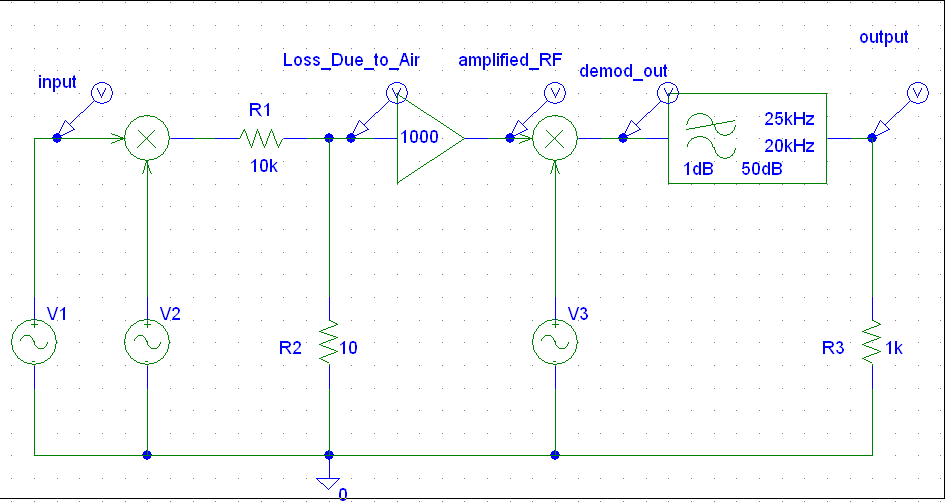 output
Loss_Due_to_Air
amplified_RF
demod_out
input
V
V
V
V
V
R1
1000
25kHz
20kHz
10k
1dB
50dB
V1
V2
V3
R2
10
R3
1k
0